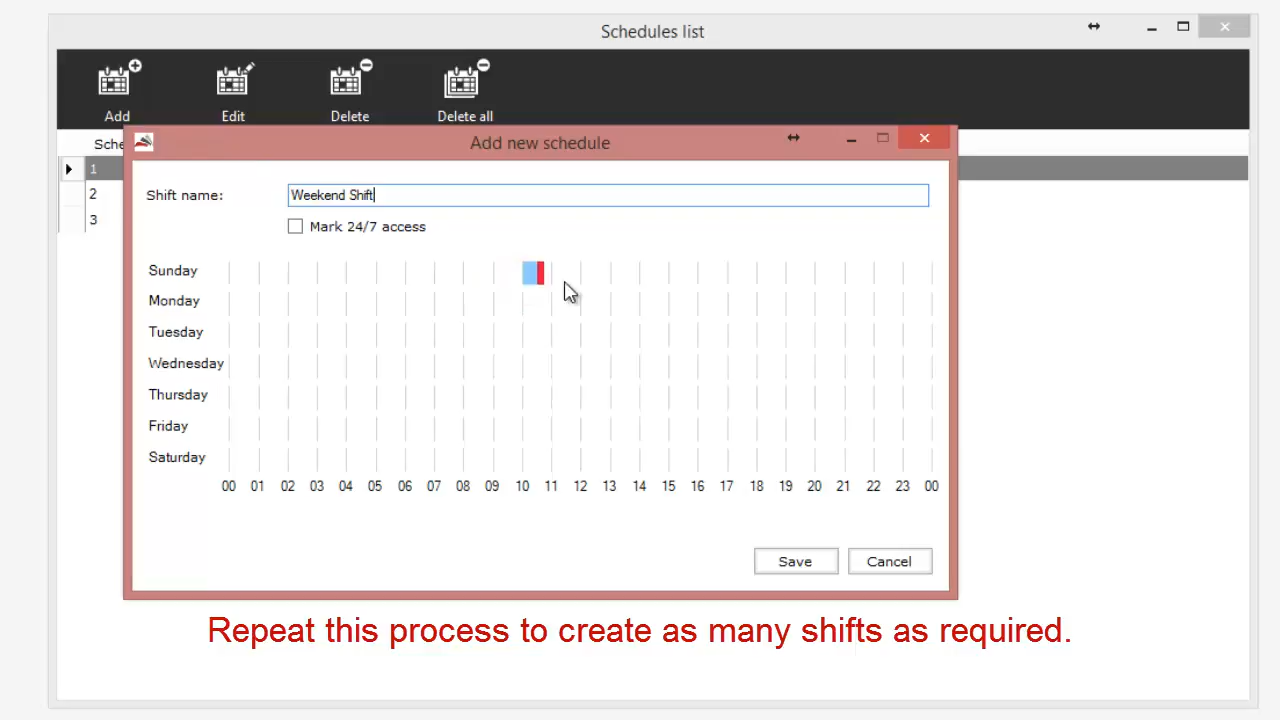 Schedules list
Add Edit Delete Delete all
Sche
Add new schedule
1
2
3
Shift name: Weekend Shift
Mark 24/7 access
Sunday
Monday
Tuesday
Wednesday
Thursday
Friday
Saturday
00 01 02 03 04 05 06 07 08 09 10 11 12 13 14 15 16 17 18 19 20 21 22 23 00
Save Cancel
Repeat this process to create as many shifts as required.